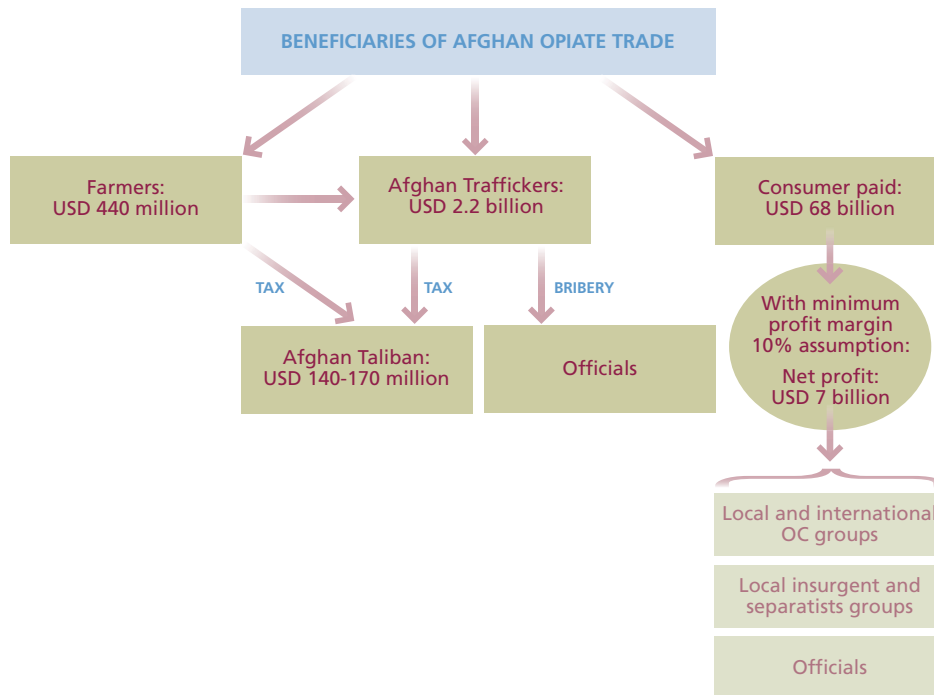 BENEFICIARIES OF AFGHAN OPIATE TRADE
Farmers:
USD 440 million
Afghan Traffickers:
USD 2.2 billion
Consumer paid:
USD 68 billion
TAX
TAX
BRIBERY
Afghan Taliban:
USD 140-170 million
Officials
With minimum
profit margin
10% assumption:
Net profit:
USD 7 billion
Local and international
OC groups
Local insurgent and
separatists groups
Officials